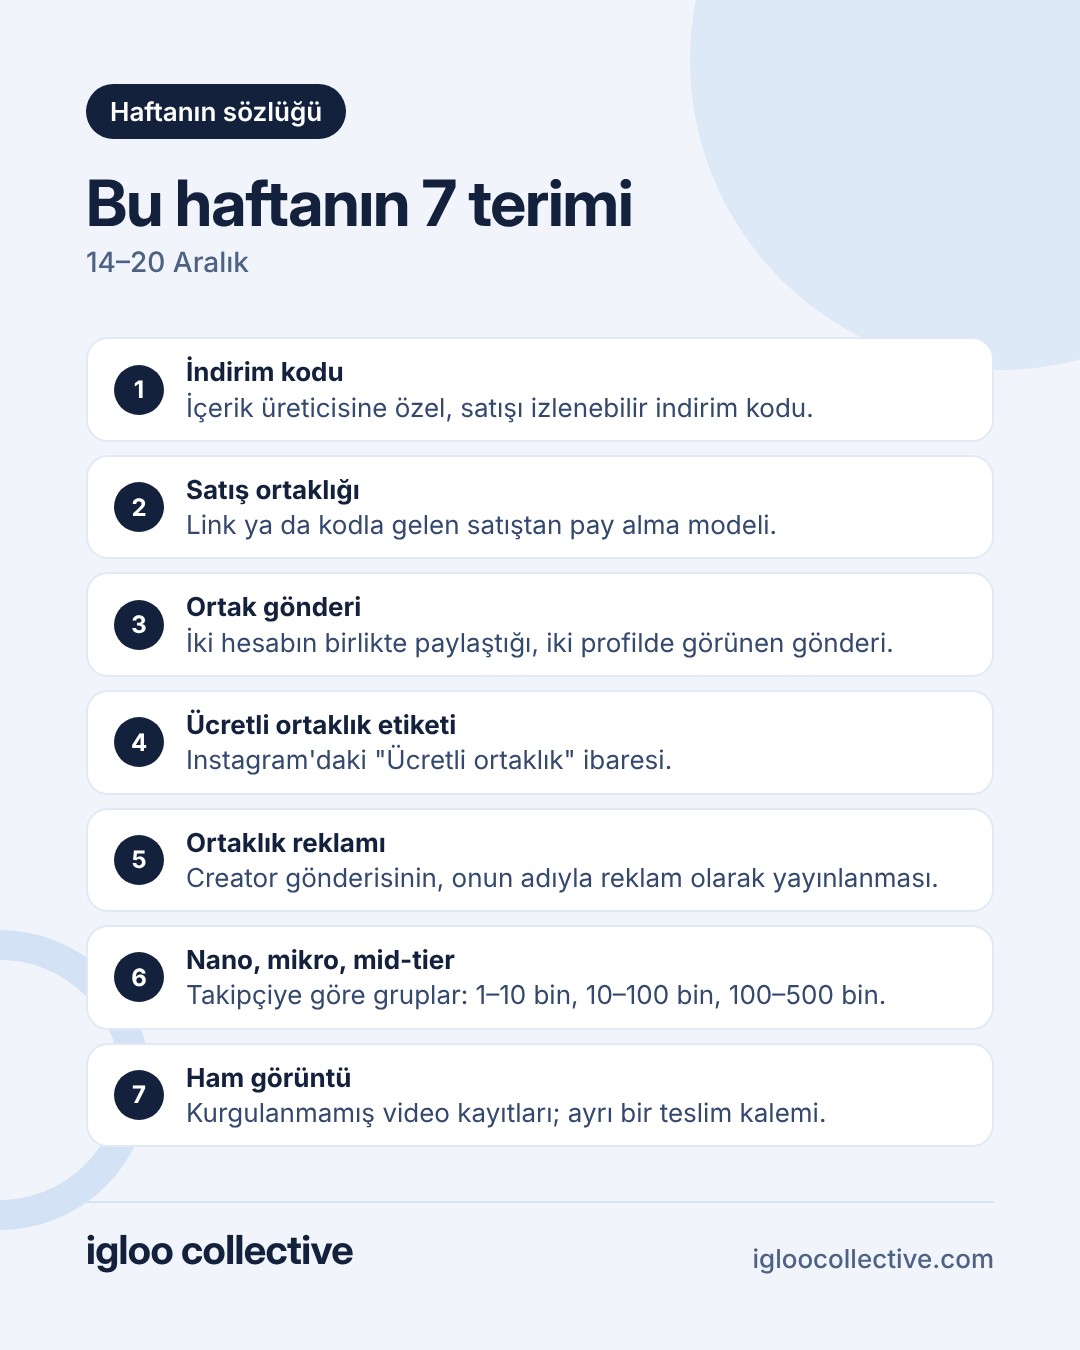 Haftanın sözlüğü
Bu haftanın 7 terimi
14–20 Aralık
1
İndirim kodu
İçerik üreticisine özel, satışı izlenebilir indirim kodu.
2
Satış ortaklığı
Link ya da kodla gelen satıştan pay alma modeli.
3
Ortak gönderi
İki hesabın birlikte paylaştığı, iki profilde görünen gönderi.
4
Ücretli ortaklık etiketi
Instagram'daki "Ücretli ortaklık" ibaresi.
5
Ortaklık reklamı
Creator gönderisinin, onun adıyla reklam olarak yayınlanması.
6
Nano, mikro, mid-tier
Takipçiye göre gruplar: 1–10 bin, 10–100 bin, 100–500 bin.
7
Ham görüntü
Kurgulanmamış video kayıtları; ayrı bir teslim kalemi.
igloo collective
igloocollective.com